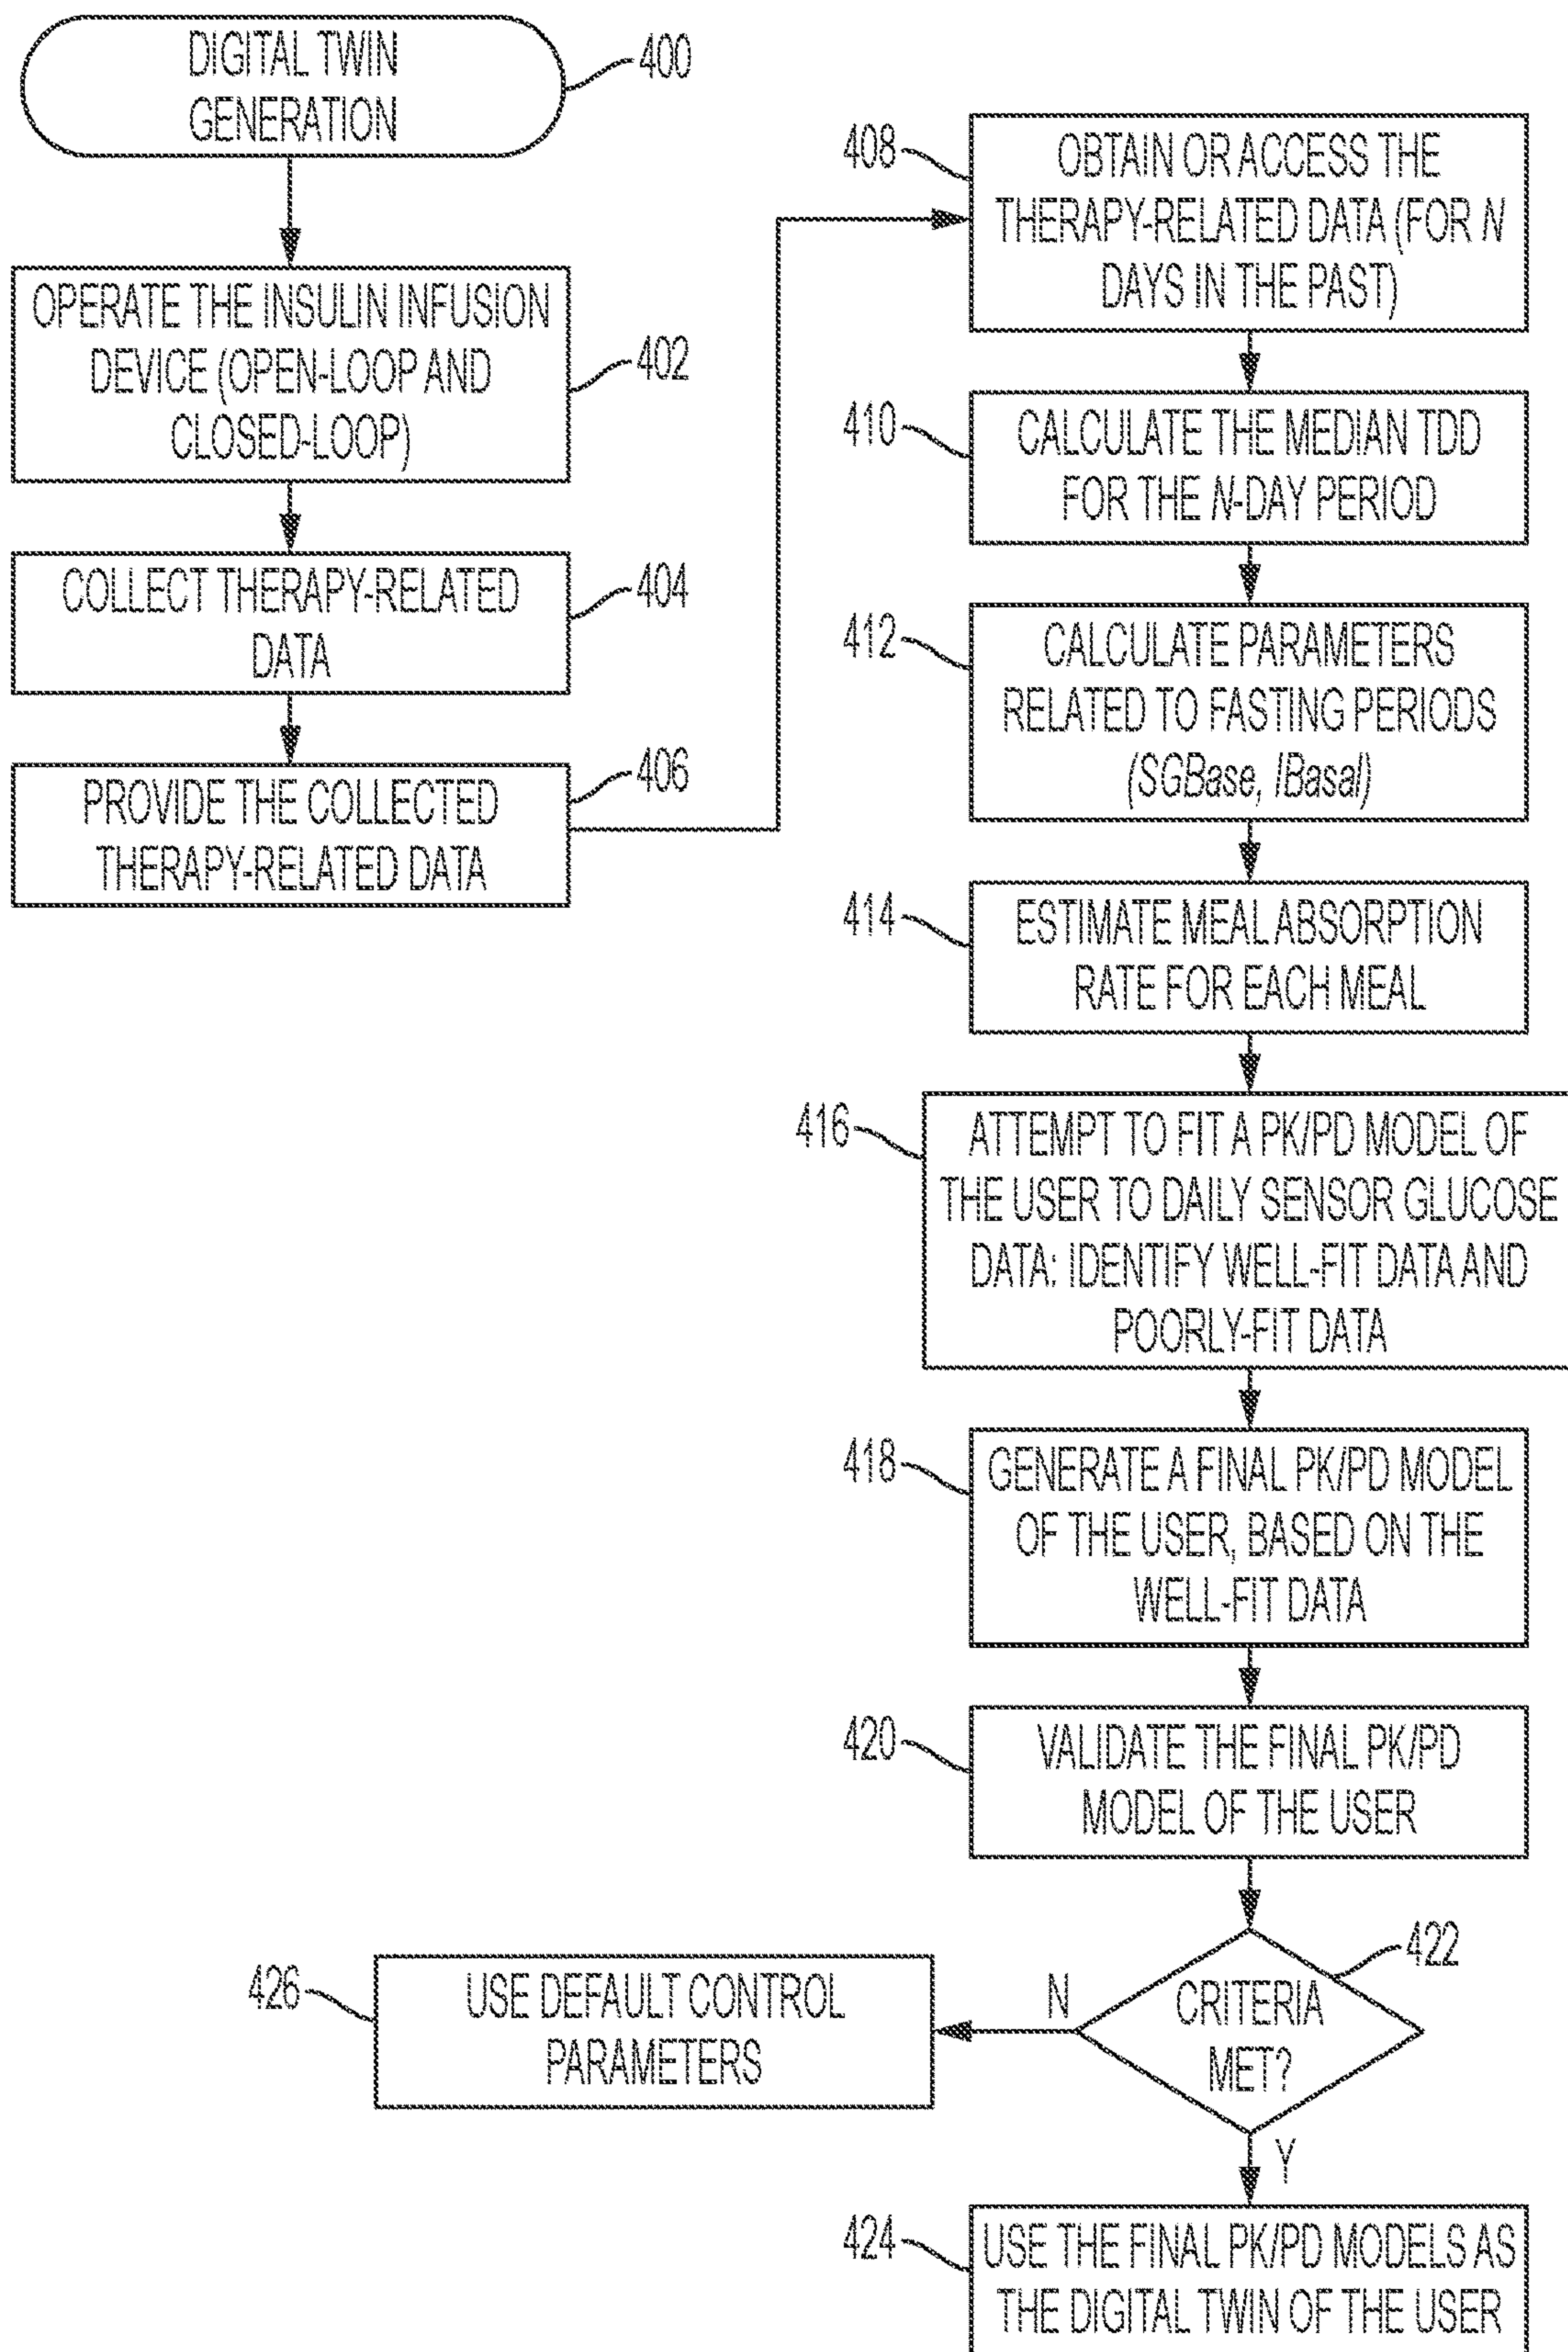 DIGITAL TWIN
GENERATION
400
OPERATE THE INSULIN INFUSION
DEVICE (OPEN-LOOP AND
CLOSED-LOOP)
402
COLLECT THERAPY-RELATED
DATA
404
PROVIDE THE COLLECTED
THERAPY-RELATED DATA
406
408
OBTAIN OR ACCESS THE
THERAPY-RELATED DATA (FOR N
DAYS IN THE PAST)
410
CALCULATE THE MEDIAN TDD
FOR THE N-DAY PERIOD
412
CALCULATE PARAMETERS
RELATED TO FASTING PERIODS
(SGBase, IBasal)
414
ESTIMATE MEAL ABSORPTION
RATE FOR EACH MEAL
416
ATTEMPT TO FIT A PK/PD MODEL OF
THE USER TO DAILY SENSOR GLUCOSE
DATA: IDENTIFY WELL-FIT DATA AND
POORLY-FIT DATA
418
GENERATE A FINAL PK/PD MODEL
OF THE USER, BASED ON THE
WELL-FIT DATA
420
VALIDATE THE FINAL PK/PD
MODEL OF THE USER
422
CRITERIA
MET?
N
426
USE DEFAULT CONTROL
PARAMETERS
Y
424
USE THE FINAL PK/PD MODELS AS
THE DIGITAL TWIN OF THE USER